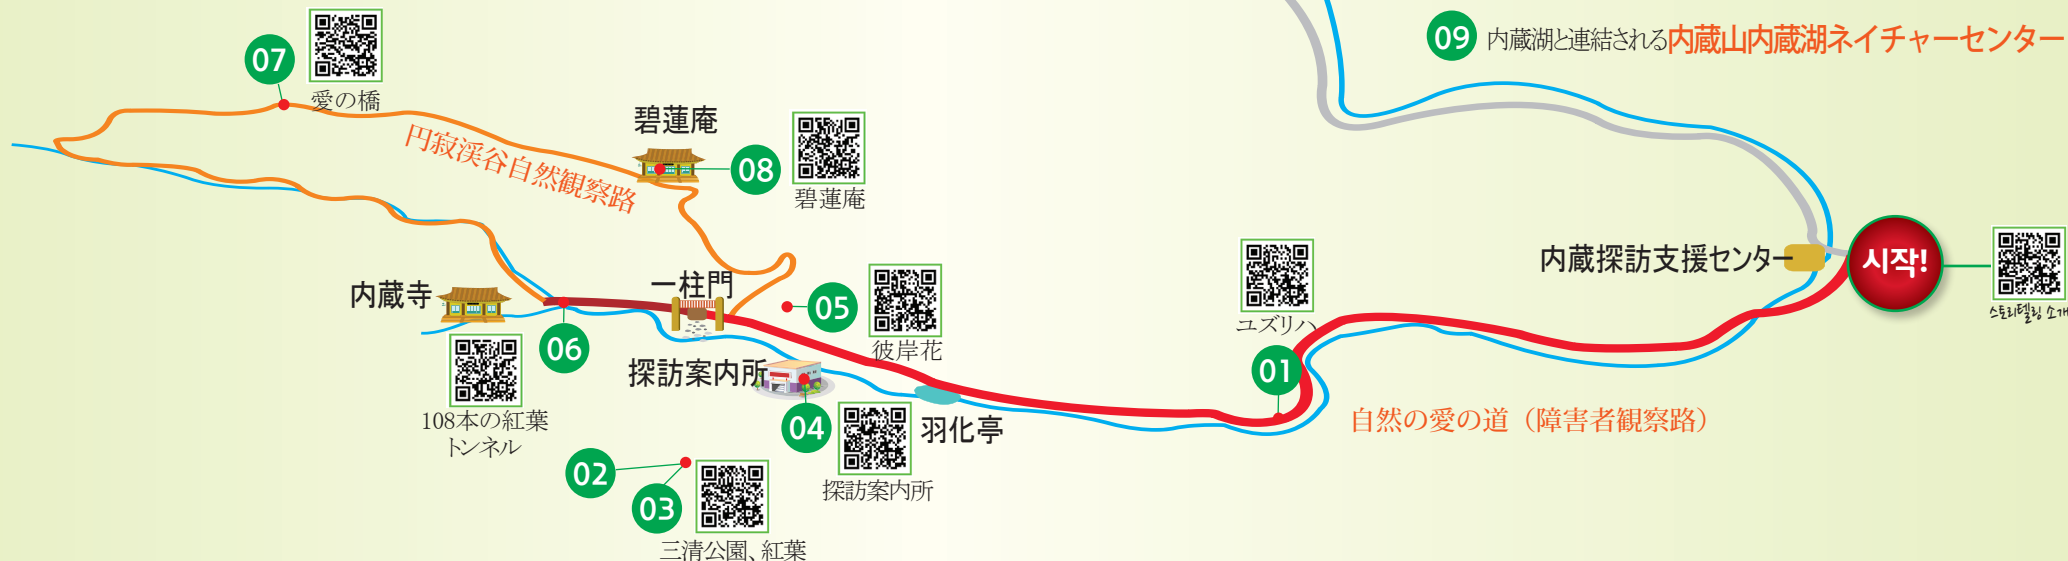 09 内蔵湖と連結される内蔵山内蔵湖ネイチャーセンター
07
愛の橋
円寂渓谷自然観察路
碧蓮庵
08
碧蓮庵
内蔵探訪支援センター
시작!
스토리텔링 소개
01
ユズリハ
自然の愛の道（障害者観察路）
一柱門
05
彼岸花
内蔵寺
06
108本の紅葉
トンネル
探訪案内所
04
探訪案内所
羽化亭
02
03
三清公園、紅葉